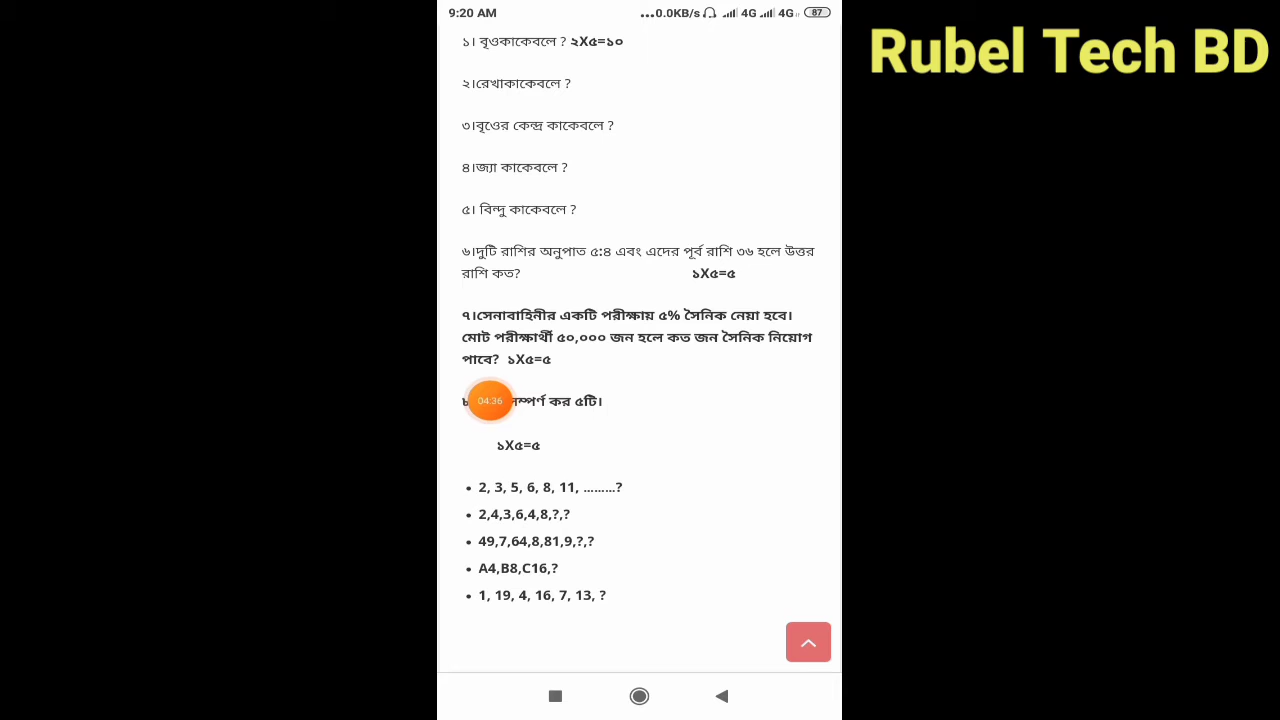 9:20 AM
...0.0KB/s 4G 4G 87
Rubel Tech BD
১। বৃওকাকেবলে ? ২X৫=১০
২।রেখাকাকেবলে ?
৩।বৃওের কেন্দ্র কাকেবলে ?
৪।জ্যা কাকেবলে ?
৫। বিন্দু কাকেবলে ?
৬।দুটি রাশির অনুপাত ৫:৪ এবং এদের পূর্ব রাশি ৩৬ হলে উত্তর
রাশি কত? ১X৫=৫
৭।সেনাবাহিনীর একটি পরীক্ষায় ৫% সৈনিক নেয়া হবে।
মোট পরীক্ষার্থী ৫০,০০০ জন হলে কত জন সৈনিক নিয়োগ
পাবে? ১X৫=৫
04:36
কর ৫টি।
১X৫=৫
• 2, 3, 5, 6, 8, 11, .........?
• 2,4,3,6,4,8,?,?
• 49,7,64,8,81,9,?,?
• A4,B8,C16,?
• 1, 19, 4, 16, 7, 13, ?